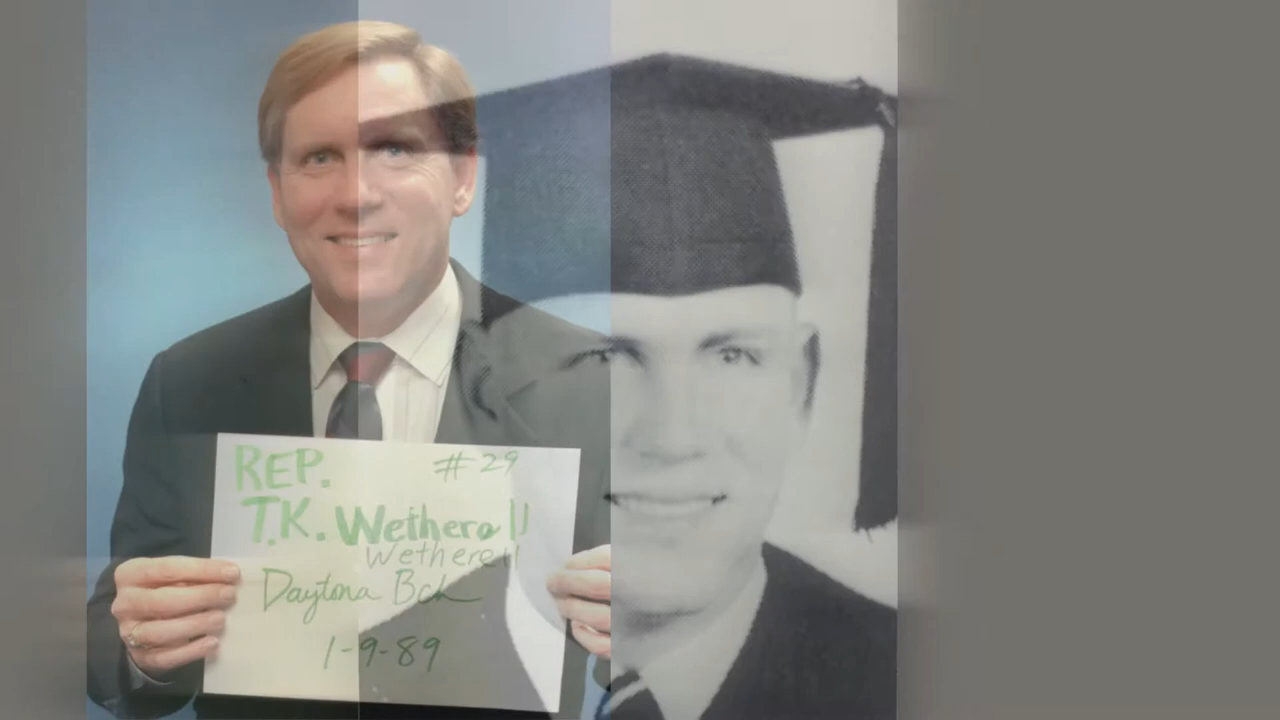 REP. #29
T.K. Wetherell
Wetherell
Daytona Bch
1-9-89